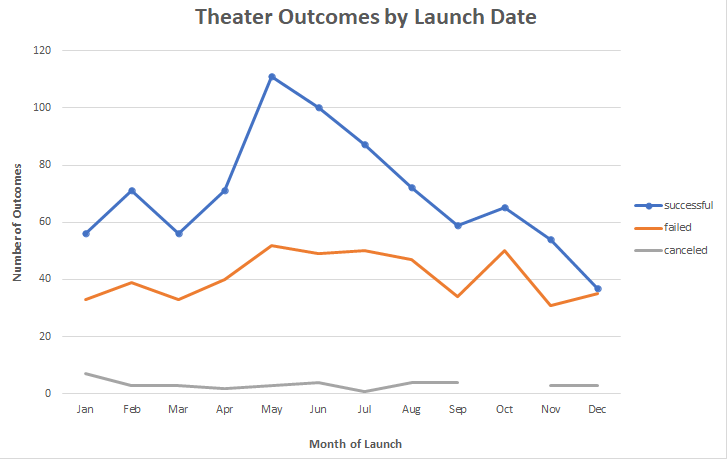 Theater Outcomes by Launch Date
120
100
80
60
40
20
0
Number of Outcomes
Jan Feb Mar Apr May Jun Jul Aug Sep Oct Nov Dec
Month of Launch
successful
failed
canceled